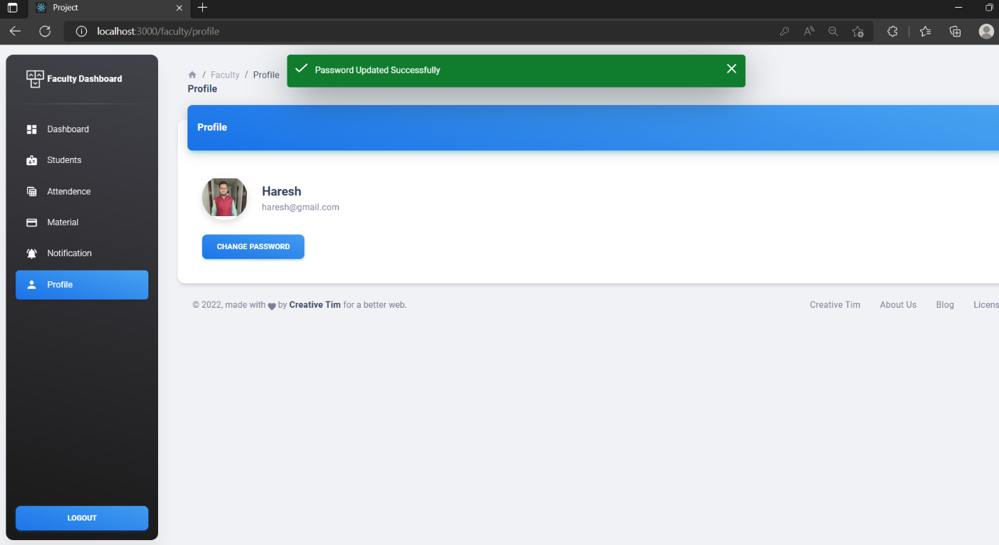 Project
localhost:3000/faculty/profile
Faculty Dashboard
Dashboard
Students
Attendence
Material
Notification
Profile
LOGOUT
/ Faculty / Profile
Profile
Password Updated Successfully
Profile
Haresh
haresh@gmail.com
CHANGE PASSWORD
© 2022, made with by Creative Tim for a better web.
Creative Tim About Us Blog Licens